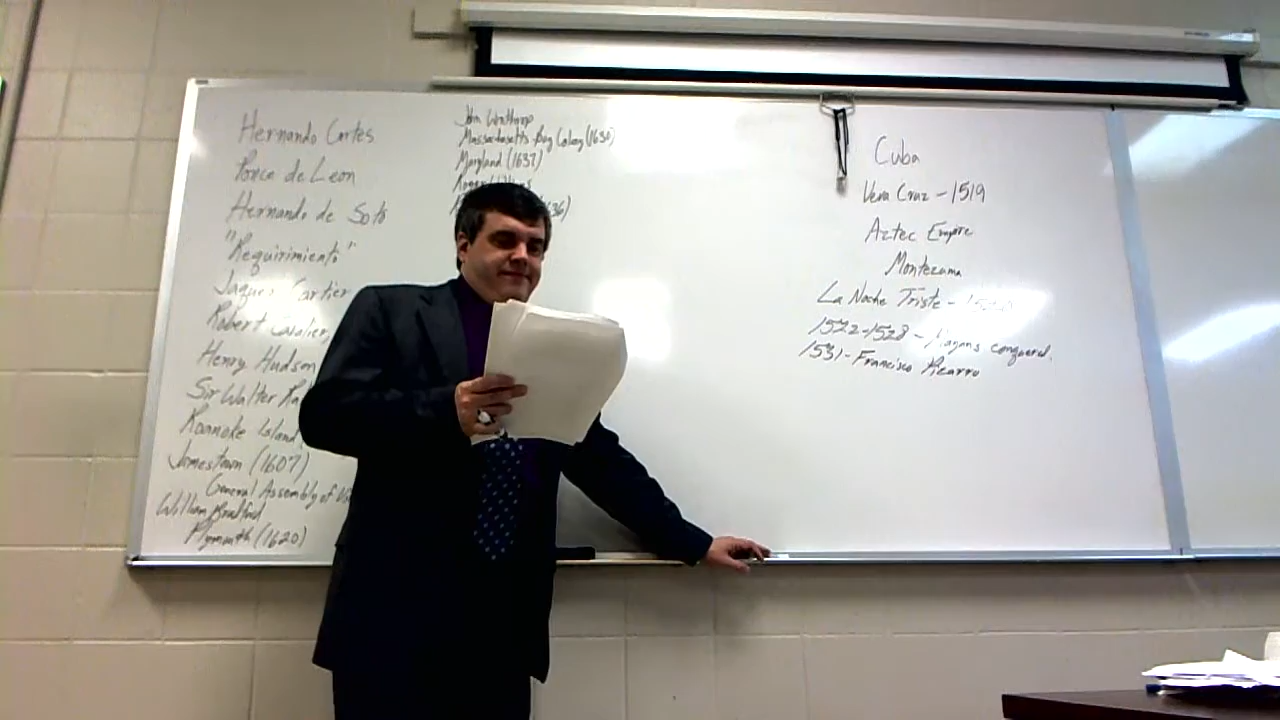 Hernando Cortes
Ponce de Leon
Hernando de Soto
"Requirimiento"
Jaques Cartier
Robert Cavalier,
Henry Hudson
Sir Walter
Roanoke Island
Jamestown (1607)
General Assembly of
William Bradford
Plymouth (1620)
John Winthrop
Massachusetts Bay Colony (1630)
Maryland (1637)
Cuba
Vera Cruz - 1519
Aztec Empire
Montezuma
La Noche Triste -
1522-1528 - Mayans conquered.
1531- Francisco Pizarro